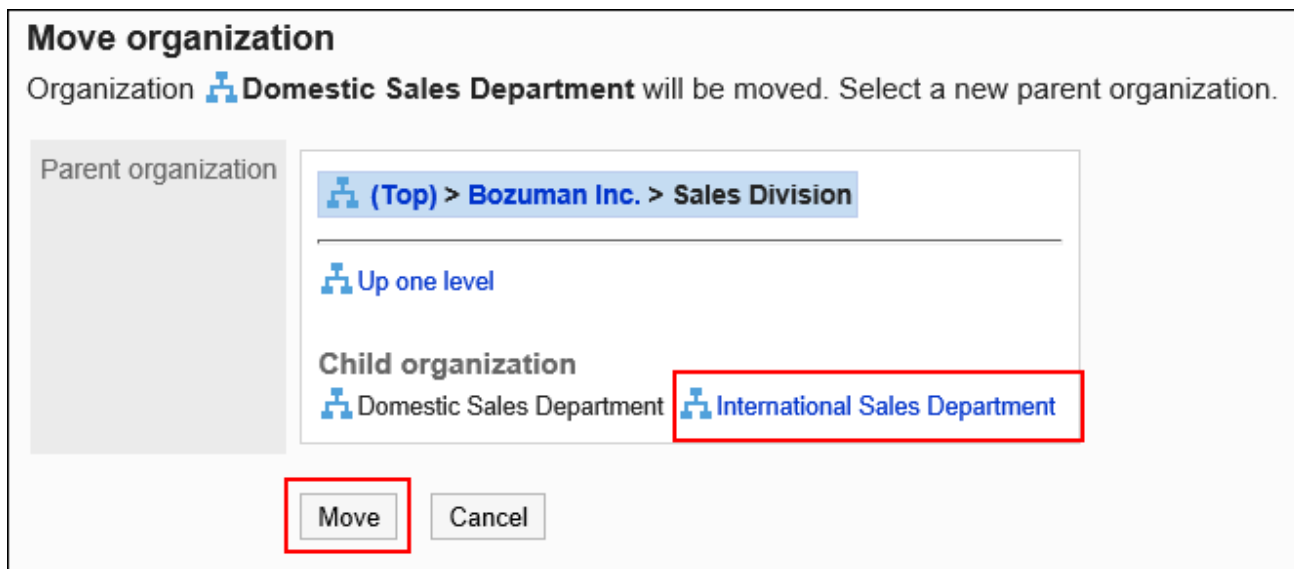 Move organization
Organization Domestic Sales Department will be moved. Select a new parent organization.
Parent organization
(Top) > Bozuman Inc. > Sales Division
Up one level
Child organization
Domestic Sales Department International Sales Department
Move Cancel